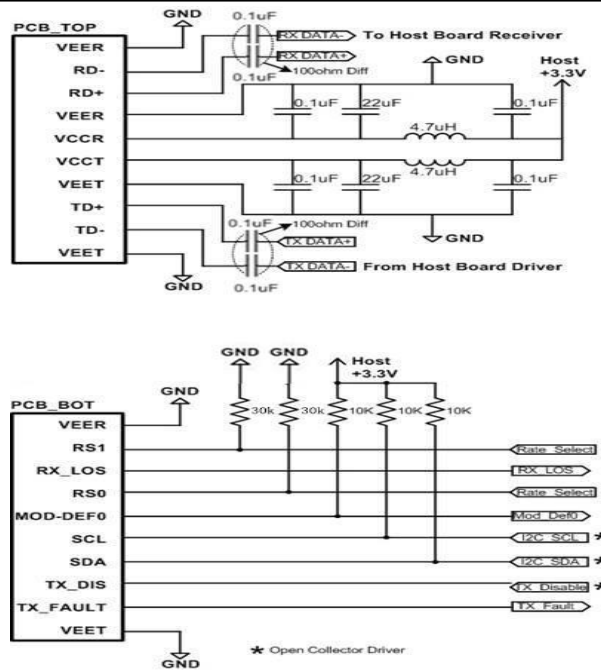 GND
PCB_TOP
0.1uF
VEER
RX DATA- To Host Board Receiver
RD-
RX DATA+
RD+
0.1uF
100ohm Diff
GND
Host
+3.3V
VEER
0.1uF
22uF
0.1uF
VCCR
4.7uH
VCCT
4.7uH
VEET
0.1uF
22uF
0.1uF
TD+
0.1uF
100ohm Diff
TD-
TX DATA+
GND
VEET
TX DATA- From Host Board Driver
GND
0.1uF
GND
GND
Host
+3.3V
GND
PCB_BOT
30k
30k
10K
10K
10K
VEER
RS1
Rate Select
RX_LOS
RX LOS
RS0
Rate Select
MOD-DEF0
Mod Def0
SCL
I2C SCL *
SDA
I2C SDA *
TX_DIS
TX Disable *
TX_FAULT
TX Fault
VEET
GND
* Open Collector Driver